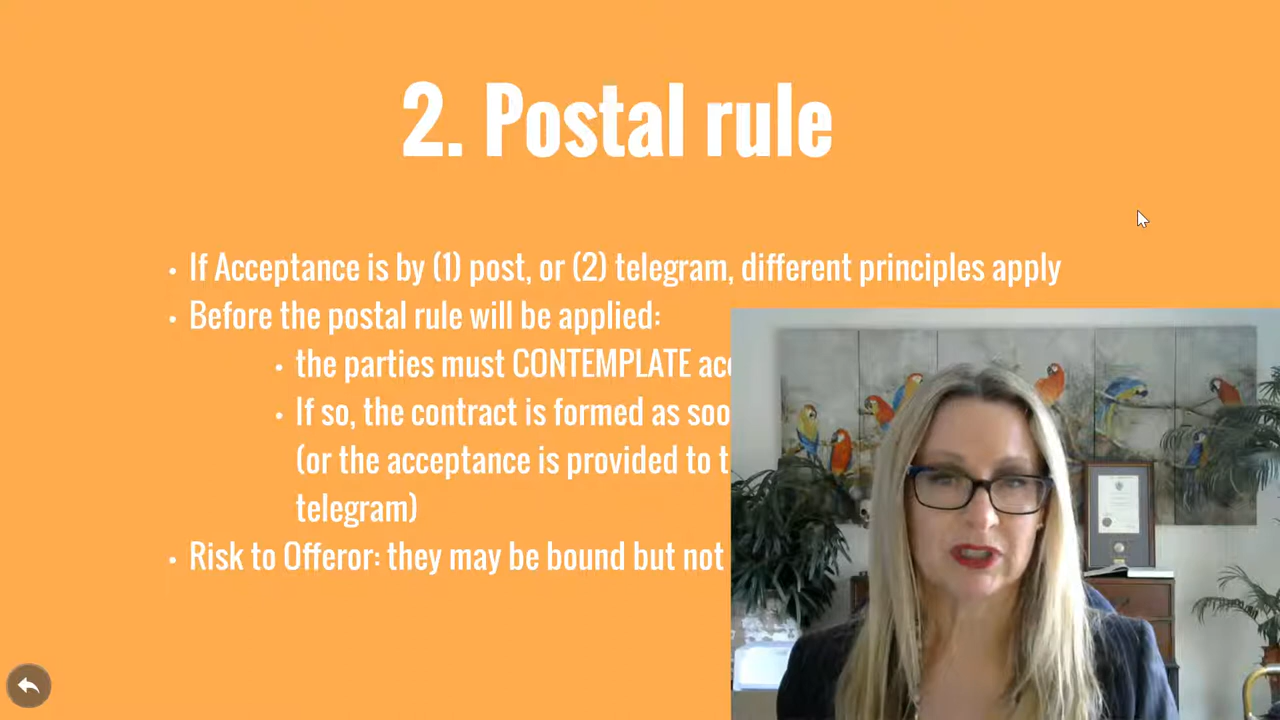 2. Postal rule
• If Acceptance is by (1) post, or (2) telegram, different principles apply
• Before the postal rule will be applied:
• the parties must CONTEMPLATE
• If so, the contract is formed as
(or the acceptance is provided to
telegram)
• Risk to Offeror: they may be bound but not